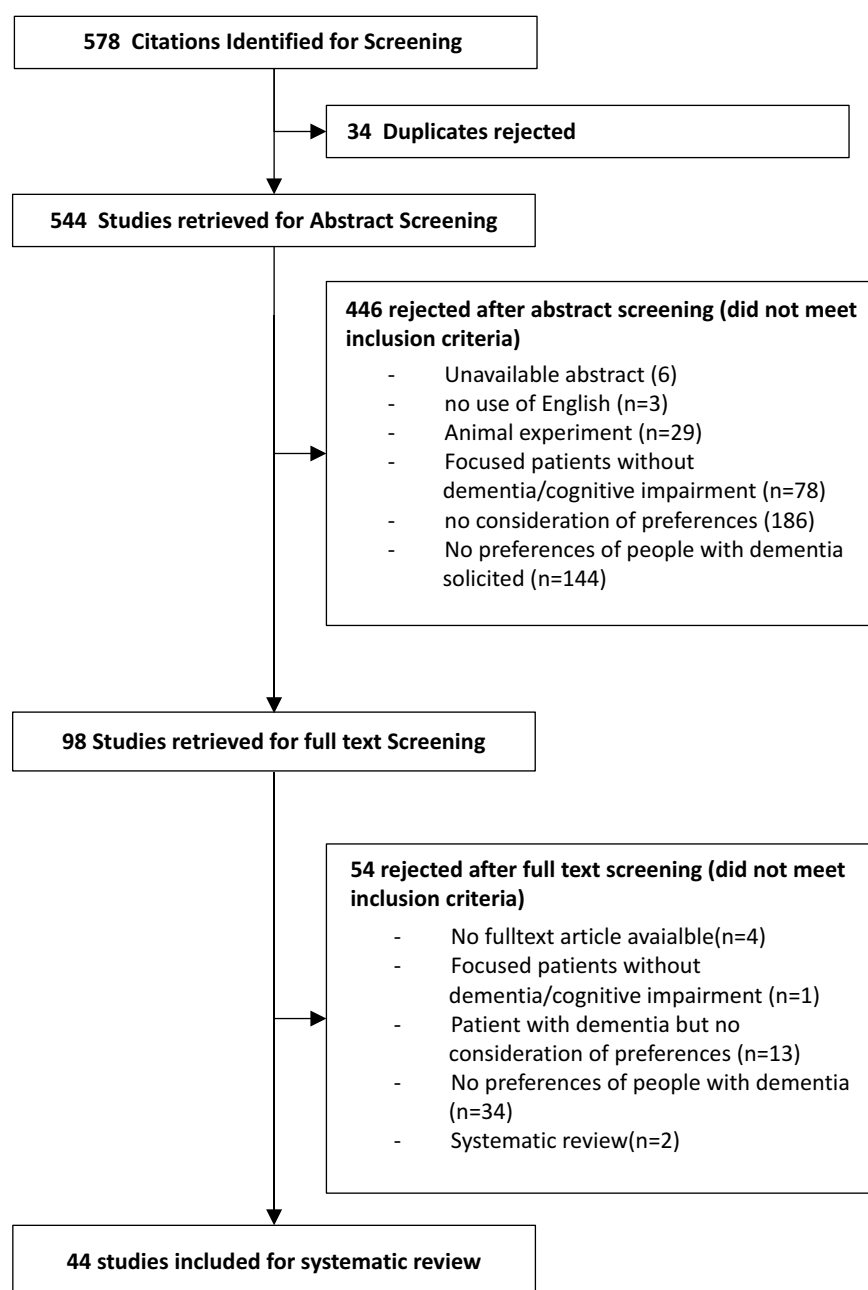 578 Citations Identified for Screening
34 Duplicates rejected
544 Studies retrieved for Abstract Screening
446 rejected after abstract screening (did not meet
inclusion criteria)
- Unavailable abstract (6)
- no use of English (n=3)
- Animal experiment (n=29)
- Focused patients without
dementia/cognitive impairment (n=78)
- no consideration of preferences (186)
- No preferences of people with dementia
solicited (n=144)
98 Studies retrieved for full text Screening
54 rejected after full text screening (did not meet
inclusion criteria)
- No fulltext article avaialble(n=4)
- Focused patients without
dementia/cognitive impairment (n=1)
- Patient with dementia but no
consideration of preferences (n=13)
- No preferences of people with dementia
(n=34)
- Systematic review(n=2)
44 studies included for systematic review